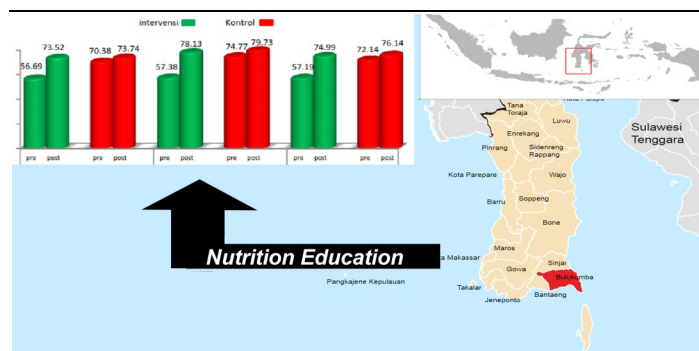 intervensi Kontrol
56.69 73.52 70.38 73.74 57.38 78.13 74.77 79.73 57.19 74.99 72.14 76.14
pre post pre post pre post pre post pre post pre post
Nutrition Education
Tana
Toraja
Luwu
Enrekang
Pinrang
Sidenreng
Rappang
Sulawesi
Tenggara
Kota Parepare
Wajo
Barru
Soppeng
Bone
Maros
Makassar
Sinjai
Gowa
Bulukumba
Pangkajene Kepulauan
Takalar
Bantaeng
Jeneponto